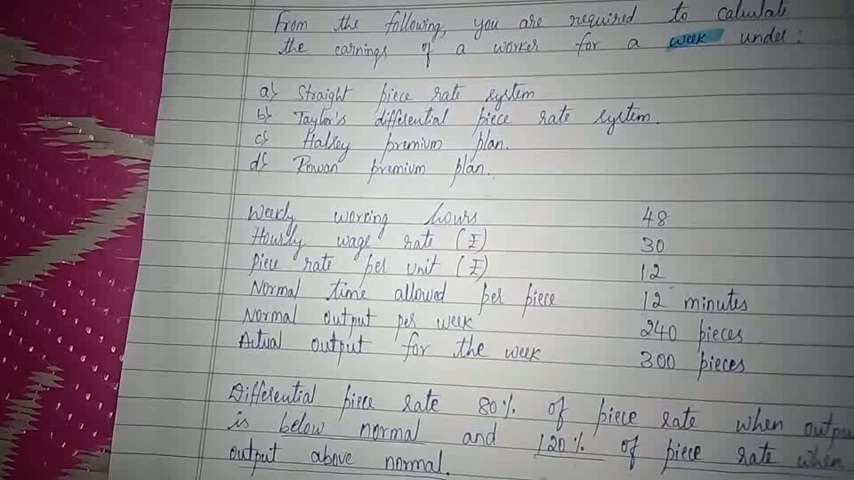 From the following, you are required to calculate
the earnings of a worker for a week under:
a) Straight piece rate system
b) Taylor's differential piece rate system.
c) Halsey premium plan.
d) Rowan premium plan.
Weekly working hours 48
Hourly wage rate (₹) 30
Piece rate per unit (₹) 12
Normal time allowed per piece 12 minutes
Normal output per week 240 pieces
Actual output for the week 300 pieces
Differential piece rate 80% of piece rate when outpu
is below normal and 120% of piece rate when
output above normal.